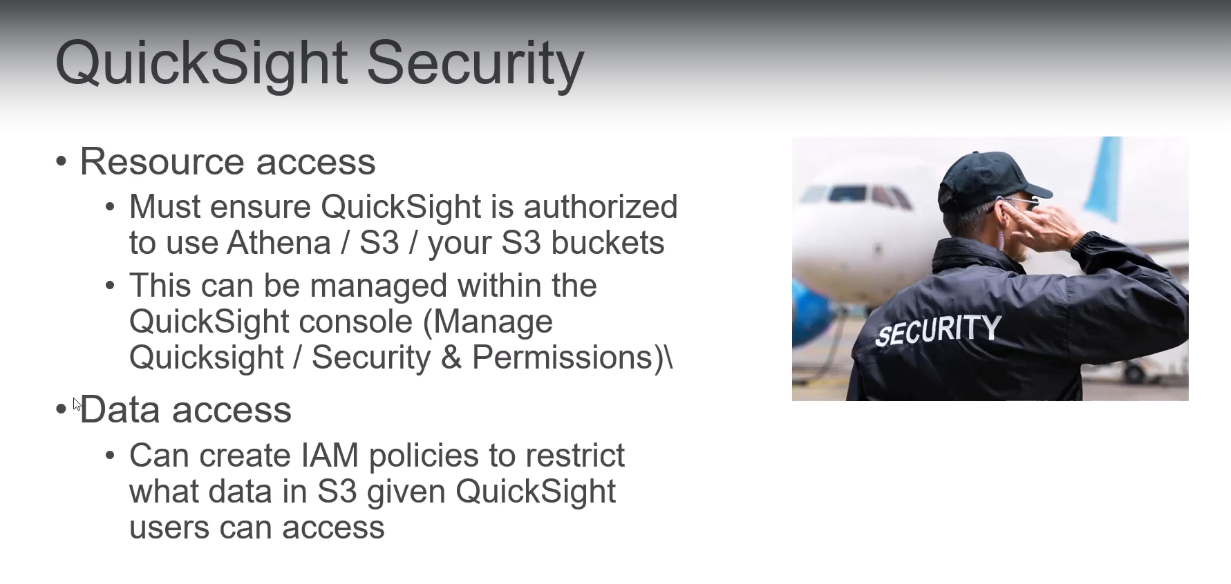 QuickSight Security
• Resource access
• Must ensure QuickSight is authorized
to use Athena / S3 / your S3 buckets
• This can be managed within the
QuickSight console (Manage
Quicksight / Security & Permissions)\
• Data access
• Can create IAM policies to restrict
what data in S3 given QuickSight
users can access
SECURITY